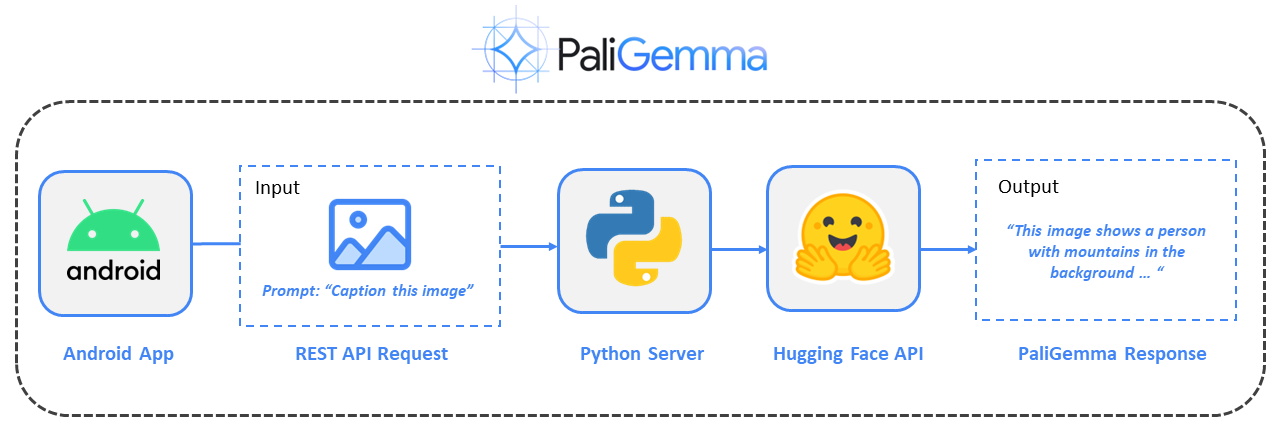 PaliGemma
Input
Output
android
Prompt: “Caption this image”
“This image shows a person
with mountains in the
background ... “
Android App
REST API Request
Python Server
Hugging Face API
PaliGemma Response